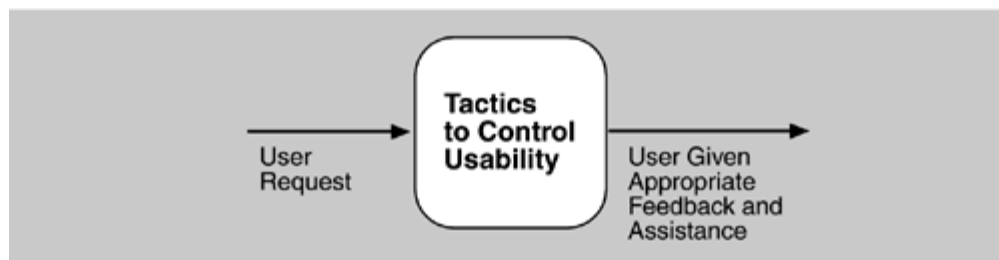 Tactics
to Control
Usability
User
Request
User Given
Appropriate
Feedback and
Assistance